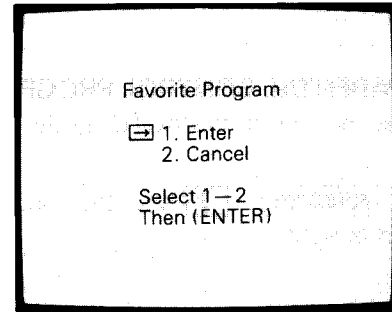 Favorite Program
→ 1. Enter
2. Cancel
Select 1—2
Then (ENTER)